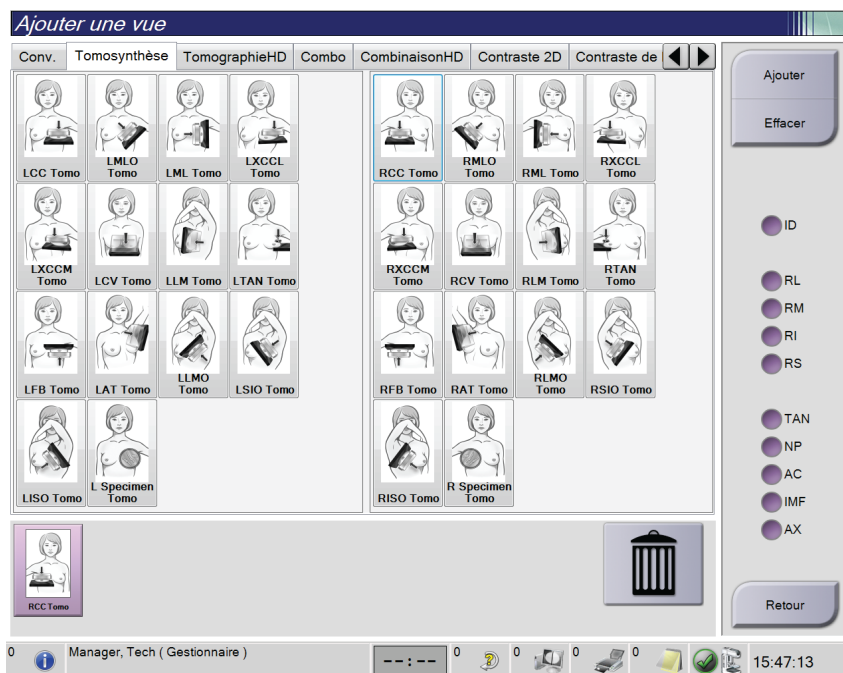 Ajouter une vue
Conv.
Tomosynthèse
TomographieHD
Combo
CombinaisonHD
Contraste 2D
Contraste de
Ajouter
Effacer
LCC Tomo
LMLO
Tomo
LML Tomo
LXCCL
Tomo
RCC Tomo
RMLO
Tomo
RML Tomo
RXCCL
Tomo
LXCCM
Tomo
LCV Tomo
LLM Tomo
LTAN Tomo
RXCCM
Tomo
RCV Tomo
RLM Tomo
RTAN
Tomo
ID
RL
RM
RI
RS
LFB Tomo
LAT Tomo
LLMO
Tomo
LSIO Tomo
RFB Tomo
RAT Tomo
RLMO
Tomo
RSIO Tomo
LISO Tomo
L Specimen
Tomo
RISO Tomo
R Specimen
Tomo
TAN
NP
AC
IMF
AX
RCC Tomo
Retour
0
Manager, Tech ( Gestionnaire )
--:--
0
0
0
0
15:47:13